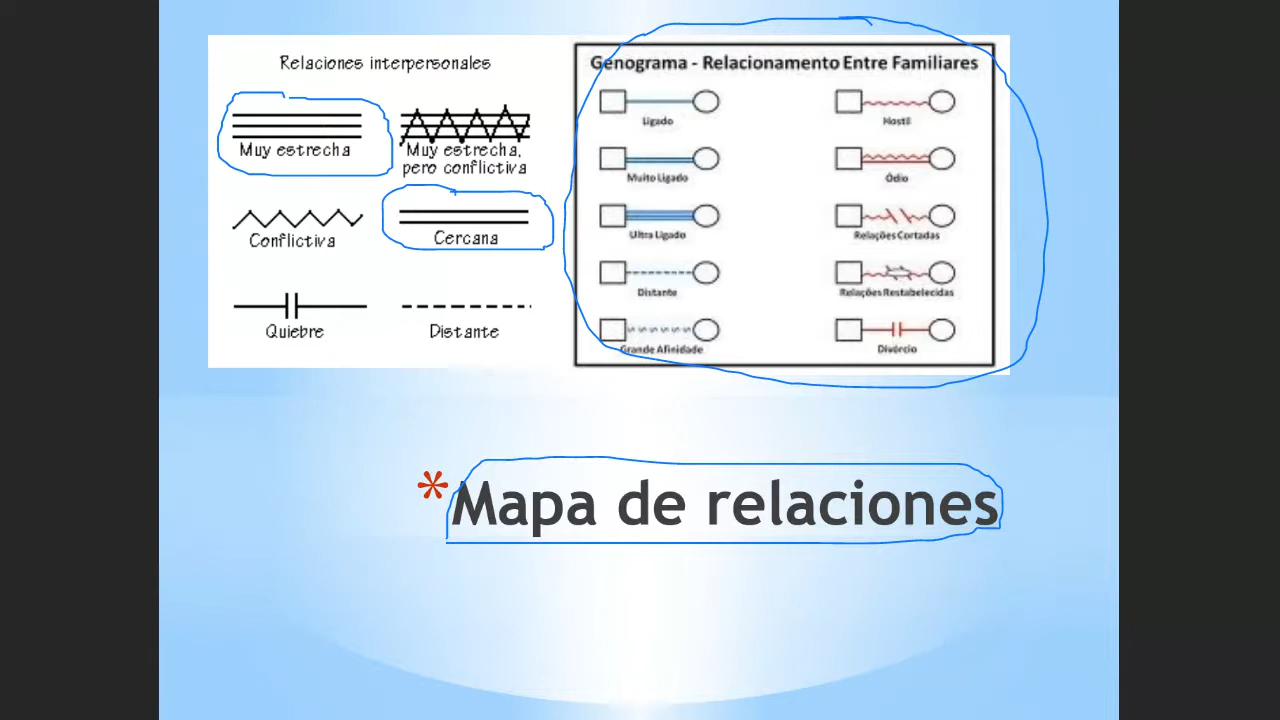 Relaciones interpersonales
Muy estrecha
Muy estrecha,
pero conflictiva
Conflictiva
Cercana
Quiebre
Distante
Genograma - Relacionamento Entre Familiares
Ligado
Hostil
Muito Ligado
Ódio
Ultra Ligado
Relações Cortadas
Distante
Relações Restabelecidas
Grande Afinidade
Divórcio
* Mapa de relaciones